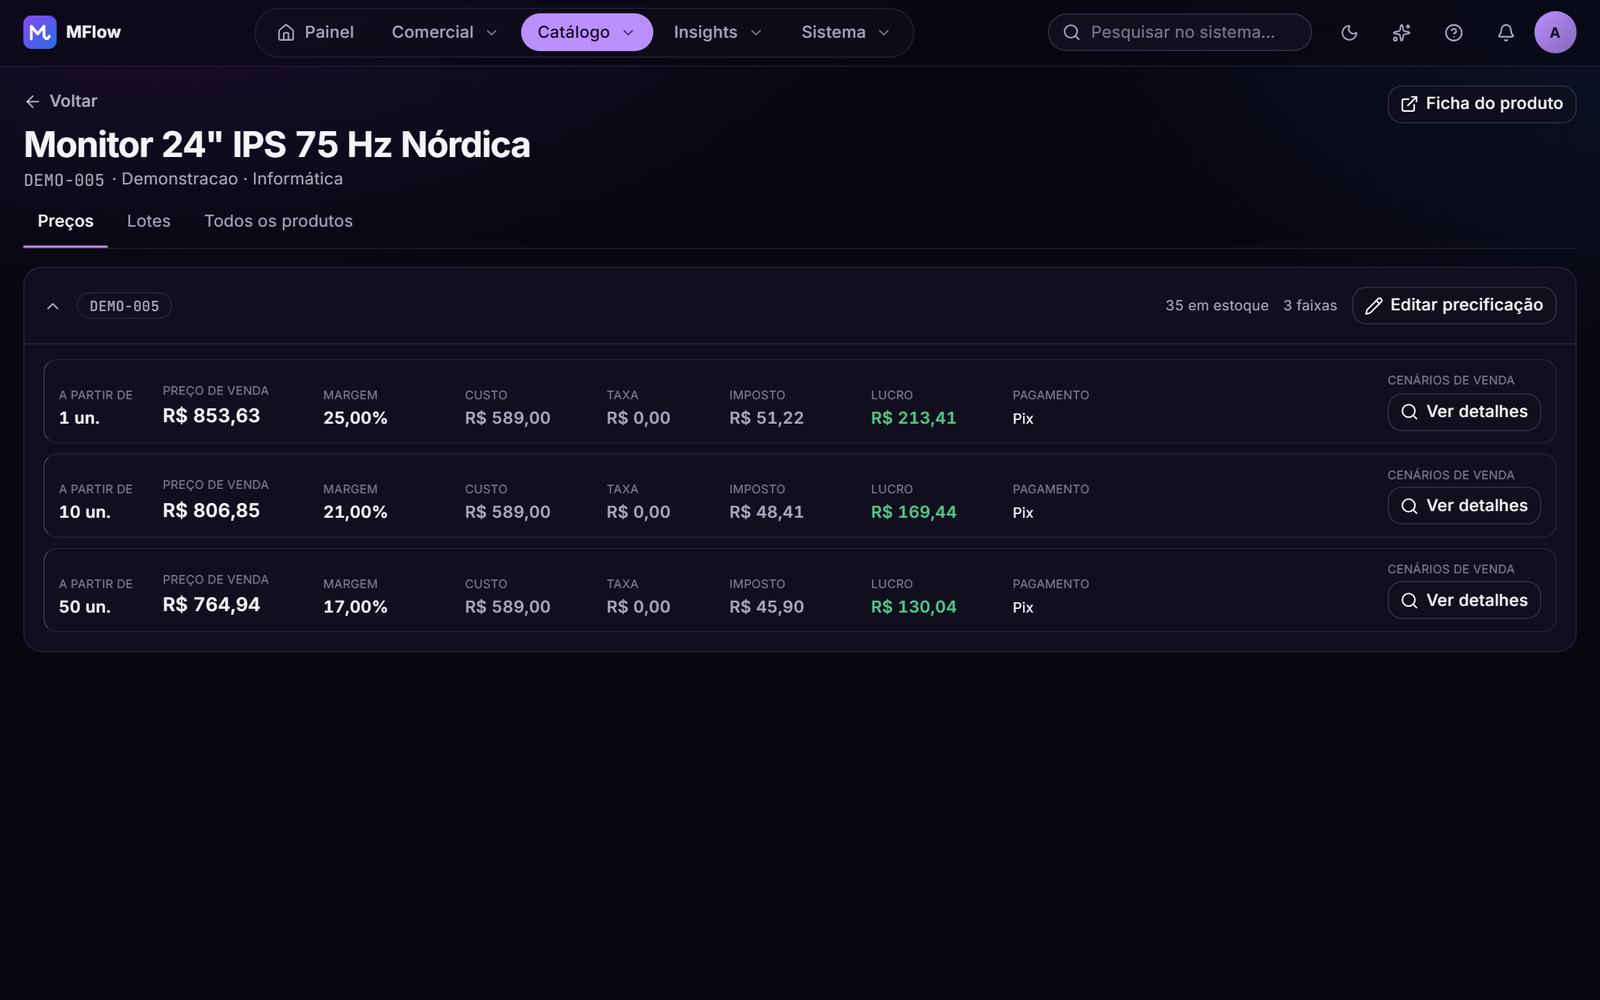 MFlow
Painel
Comercial
Catálogo
Insights
Sistema
Pesquisar no sistema...
A
Voltar
Ficha do produto
Monitor 24" IPS 75 Hz Nórdica
DEMO-005 · Demonstracao · Informática
Preços
Lotes
Todos os produtos
DEMO-005
35 em estoque
3 faixas
Editar precificação
A PARTIR DE
1 un.
PREÇO DE VENDA
R$ 853,63
MARGEM
25,00%
CUSTO
R$ 589,00
TAXA
R$ 0,00
IMPOSTO
R$ 51,22
LUCRO
R$ 213,41
PAGAMENTO
Pix
CENÁRIOS DE VENDA
Ver detalhes
A PARTIR DE
10 un.
PREÇO DE VENDA
R$ 806,85
MARGEM
21,00%
CUSTO
R$ 589,00
TAXA
R$ 0,00
IMPOSTO
R$ 48,41
LUCRO
R$ 169,44
PAGAMENTO
Pix
CENÁRIOS DE VENDA
Ver detalhes
A PARTIR DE
50 un.
PREÇO DE VENDA
R$ 764,94
MARGEM
17,00%
CUSTO
R$ 589,00
TAXA
R$ 0,00
IMPOSTO
R$ 45,90
LUCRO
R$ 130,04
PAGAMENTO
Pix
CENÁRIOS DE VENDA
Ver detalhes